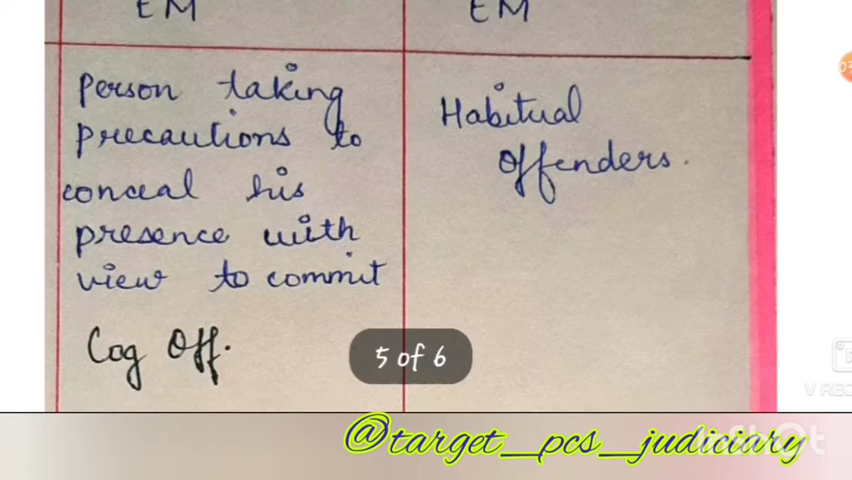 EM
EM
Person taking
precautions to
conceal his
presence with
view to commit
Cog Off.
Habitual
Offenders.
5 of 6
@target_pcs_judiciary